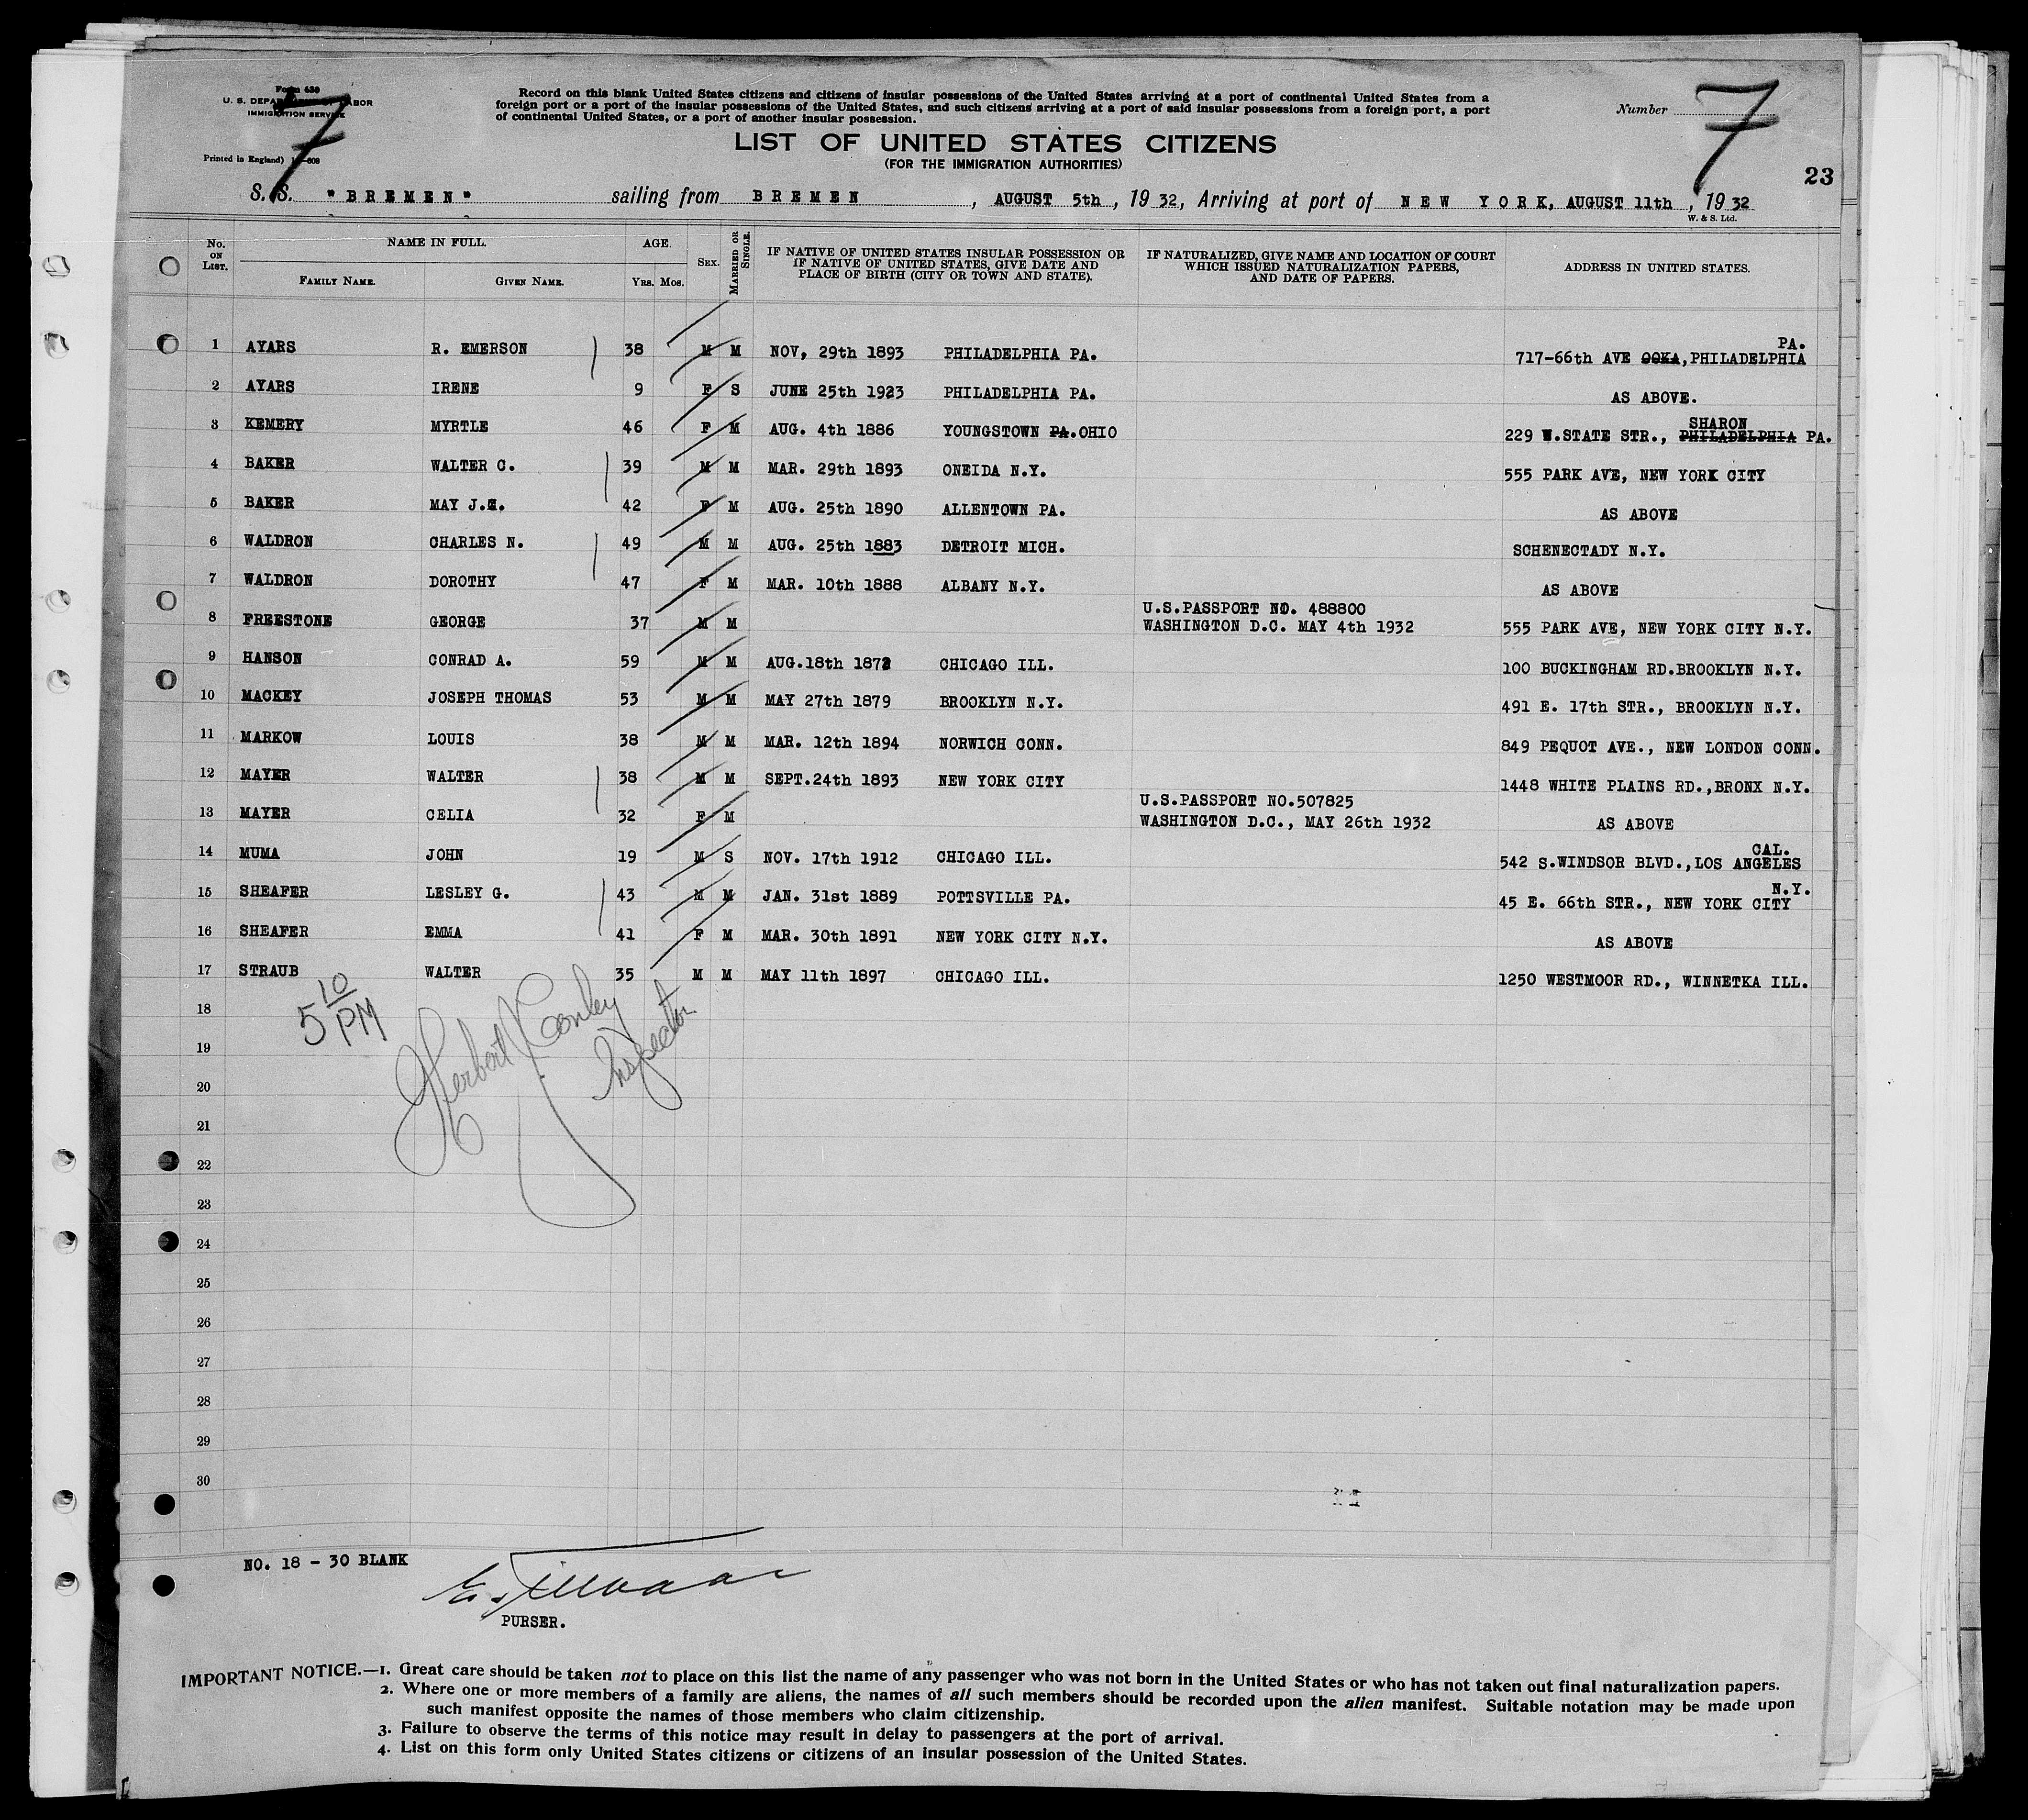 Form 630
U. S. DEPARTMENT OF LABOR
IMMIGRATION SERVICE
Printed in England)
7
Record on this blank United States citizens and citizens of insular possessions of the United States arriving at a port of continental United States from a
foreign port or a port of the insular possessions of the United States, and such citizens arriving at a port of said insular possessions from a foreign port, a port
of continental United States, or a port of another insular possession.
Number 7
LIST OF UNITED STATES CITIZENS
(FOR THE IMMIGRATION AUTHORITIES)
23
S.S. "BREMEN" sailing from BREMEN, AUGUST 5th, 1932, Arriving at port of NEW YORK, AUGUST 11th, 1932
W. & S. Ltd.
No. ON LIST. NAME IN FULL. FAMILY NAME. GIVEN NAME. AGE. YRS. MOS. SEX. MARRIED OR SINGLE. IF NATIVE OF UNITED STATES INSULAR POSSESSION OR IF NATIVE OF UNITED STATES, GIVE DATE AND PLACE OF BIRTH (CITY OR TOWN AND STATE). IF NATURALIZED, GIVE NAME AND LOCATION OF COURT WHICH ISSUED NATURALIZATION PAPERS, AND DATE OF PAPERS. ADDRESS IN UNITED STATES.
1 AYARS R. EMERSON 38 M M NOV, 29th 1893 PHILADELPHIA PA. 717-66th AVE OOKA, PHILADELPHIA PA.
2 AYARS IRENE 9 F S JUNE 25th 1923 PHILADELPHIA PA. AS ABOVE.
3 KEMERY MYRTLE 46 F M AUG. 4th 1886 YOUNGSTOWN PA. OHIO 229 W.STATE STR., PHILADELPHIA SHARON PA.
4 BAKER WALTER C. 39 M M MAR. 29th 1893 ONEIDA N.Y. 555 PARK AVE, NEW YORK CITY
5 BAKER MAY J.E. 42 F M AUG. 25th 1890 ALLENTOWN PA. AS ABOVE
6 WALDRON CHARLES N. 49 M M AUG. 25th 1883 DETROIT MICH. SCHENECTADY N.Y.
7 WALDRON DOROTHY 47 F M MAR. 10th 1888 ALBANY N.Y. AS ABOVE
8 FREESTONE GEORGE 37 M M U.S.PASSPORT NO. 488800 WASHINGTON D.C. MAY 4th 1932 555 PARK AVE, NEW YORK CITY N.Y.
9 HANSON CONRAD A. 59 M M AUG.18th 1872 CHICAGO ILL. 100 BUCKINGHAM RD.BROOKLYN N.Y.
10 MACKEY JOSEPH THOMAS 53 M M MAY 27th 1879 BROOKLYN N.Y. 491 E. 17th STR., BROOKLYN N.Y.
11 MARKOW LOUIS 38 M M MAR. 12th 1894 NORWICH CONN. 849 PEQUOT AVE., NEW LONDON CONN.
12 MAYER WALTER 38 M M SEPT.24th 1893 NEW YORK CITY 1448 WHITE PLAINS RD.,BRONX N.Y.
13 MAYER CELIA 32 F M U.S.PASSPORT NO.507825 WASHINGTON D.C., MAY 26th 1932 AS ABOVE
14 MUMA JOHN 19 M S NOV. 17th 1912 CHICAGO ILL. 542 S.WINDSOR BLVD.,LOS ANGELES CAL.
15 SHEAFER LESLEY G. 43 M M JAN. 31st 1889 POTTSVILLE PA. 45 E. 66th STR., NEW YORK CITY N.Y.
16 SHEAFER EMMA 41 F M MAR. 30th 1891 NEW YORK CITY N.Y. AS ABOVE
17 STRAUB WALTER 35 M M MAY 11th 1897 CHICAGO ILL. 1250 WESTMOOR RD., WINNETKA ILL.
5 10 PM
Herbert J Conley
Inspector
18
19
20
21
22
23
24
25
26
27
28
29
30
NO. 18 - 30 BLANK
PURSER.
IMPORTANT NOTICE.—1. Great care should be taken not to place on this list the name of any passenger who was not born in the United States or who has not taken out final naturalization papers.
2. Where one or more members of a family are aliens, the names of all such members should be recorded upon the alien manifest. Suitable notation may be made upon
such manifest opposite the names of those members who claim citizenship.
3. Failure to observe the terms of this notice may result in delay to passengers at the port of arrival.
4. List on this form only United States citizens or citizens of an insular possession of the United States.